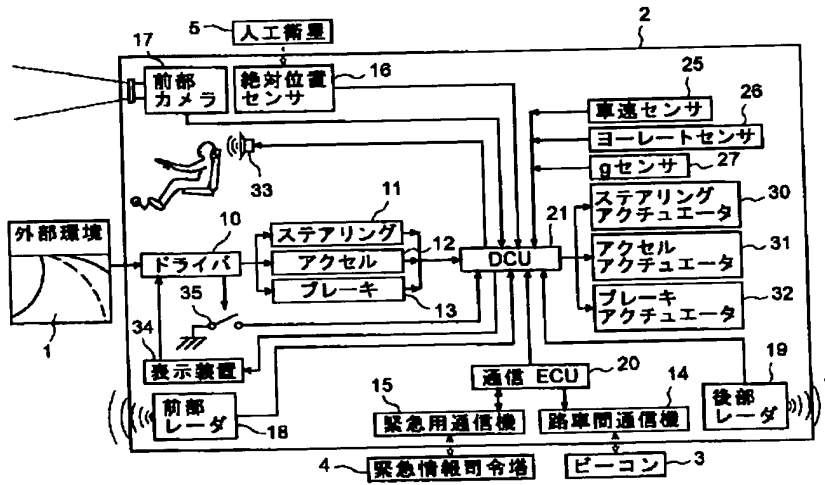 5
人工衛星
2
17
前部
カメラ
絶対位置
センサ
16
25
車速センサ
26
ヨーレートセンサ
gセンサ
27
33
外部環境
1
10
ドライバ
11
ステアリング
12
アクセル
ブレーキ
13
21
DCU
ステアリング
アクチュエータ
30
アクセル
アクチュエータ
31
ブレーキ
アクチュエータ
32
35
34
表示装置
前部
レーダ
18
通信 ECU
20
15
緊急用通信機
14
路車間通信機
19
後部
レーダ
4
緊急情報司令塔
ビーコン
3